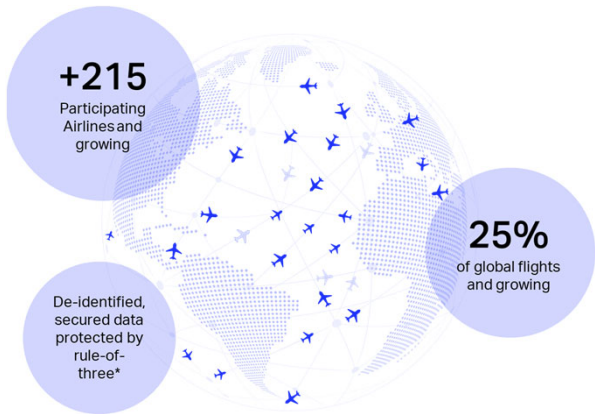 +215
Participating
Airlines and
growing
25%
of global flights
and growing
De-identified,
secured data
protected by
rule-of-
three*